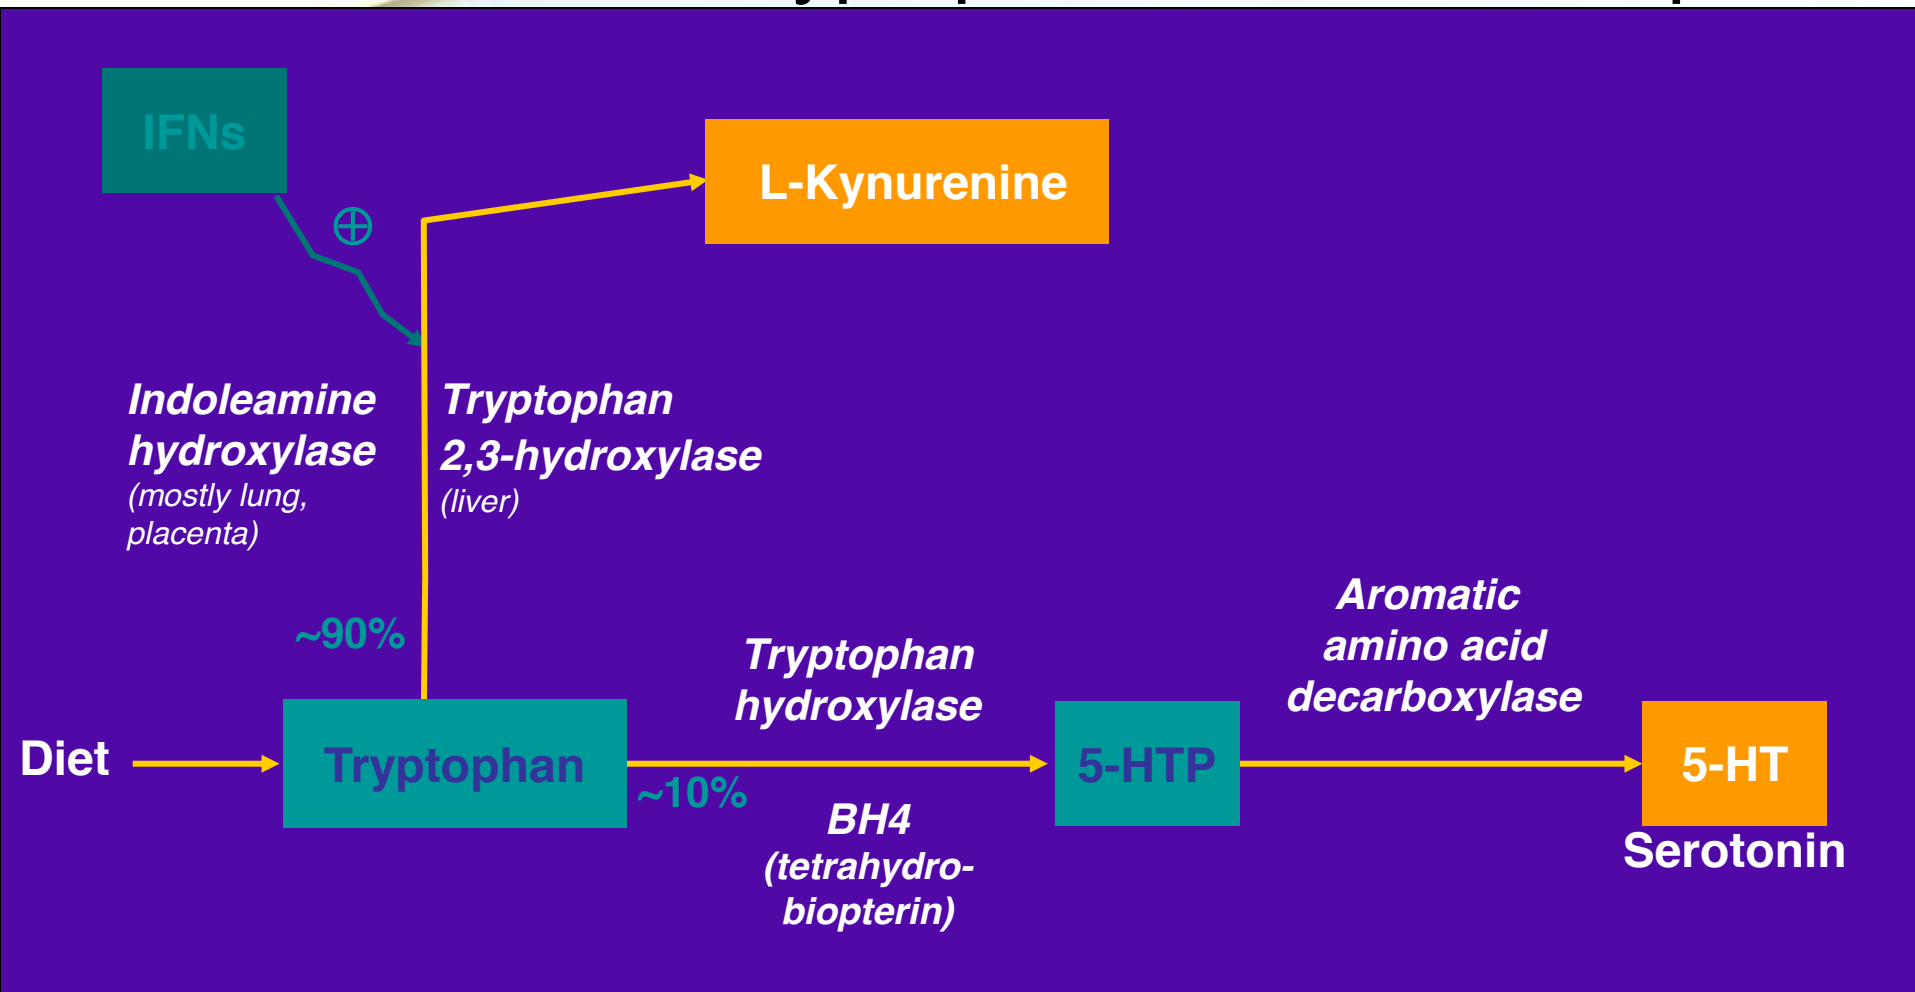 IFNs
⊕
L-Kynurenine
Indoleamine
hydroxylase
(mostly lung,
placenta)
Tryptophan
2,3-hydroxylase
(liver)
~90%
Diet
Tryptophan
~10%
Tryptophan
hydroxylase
BH4
(tetrahydro-
biopterin)
5-HTP
Aromatic
amino acid
decarboxylase
5-HT
Serotonin